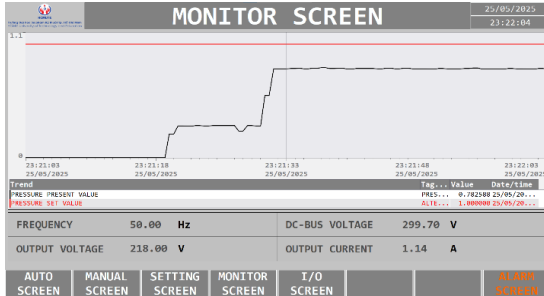 MONITOR SCREEN
25/05/2025
23:22:04
1.1
0
23:21:03 23:21:18 23:21:33 23:21:48 23:22:03
25/05/2025 25/05/2025 25/05/2025 25/05/2025 25/05/2025
Trend Tag... Value Date/time
PRESSURE PRESENT VALUE PRES... 0.782508 25/05/20...
PRESSURE SET VALUE ALTE... 1.000000 25/05/20...
FREQUENCY 50.00 Hz DC-BUS VOLTAGE 299.70 V
OUTPUT VOLTAGE 218.00 V OUTPUT CURRENT 1.14 A
AUTO MANUAL SETTING MONITOR I/O ALARM
SCREEN SCREEN SCREEN SCREEN SCREEN SCREEN